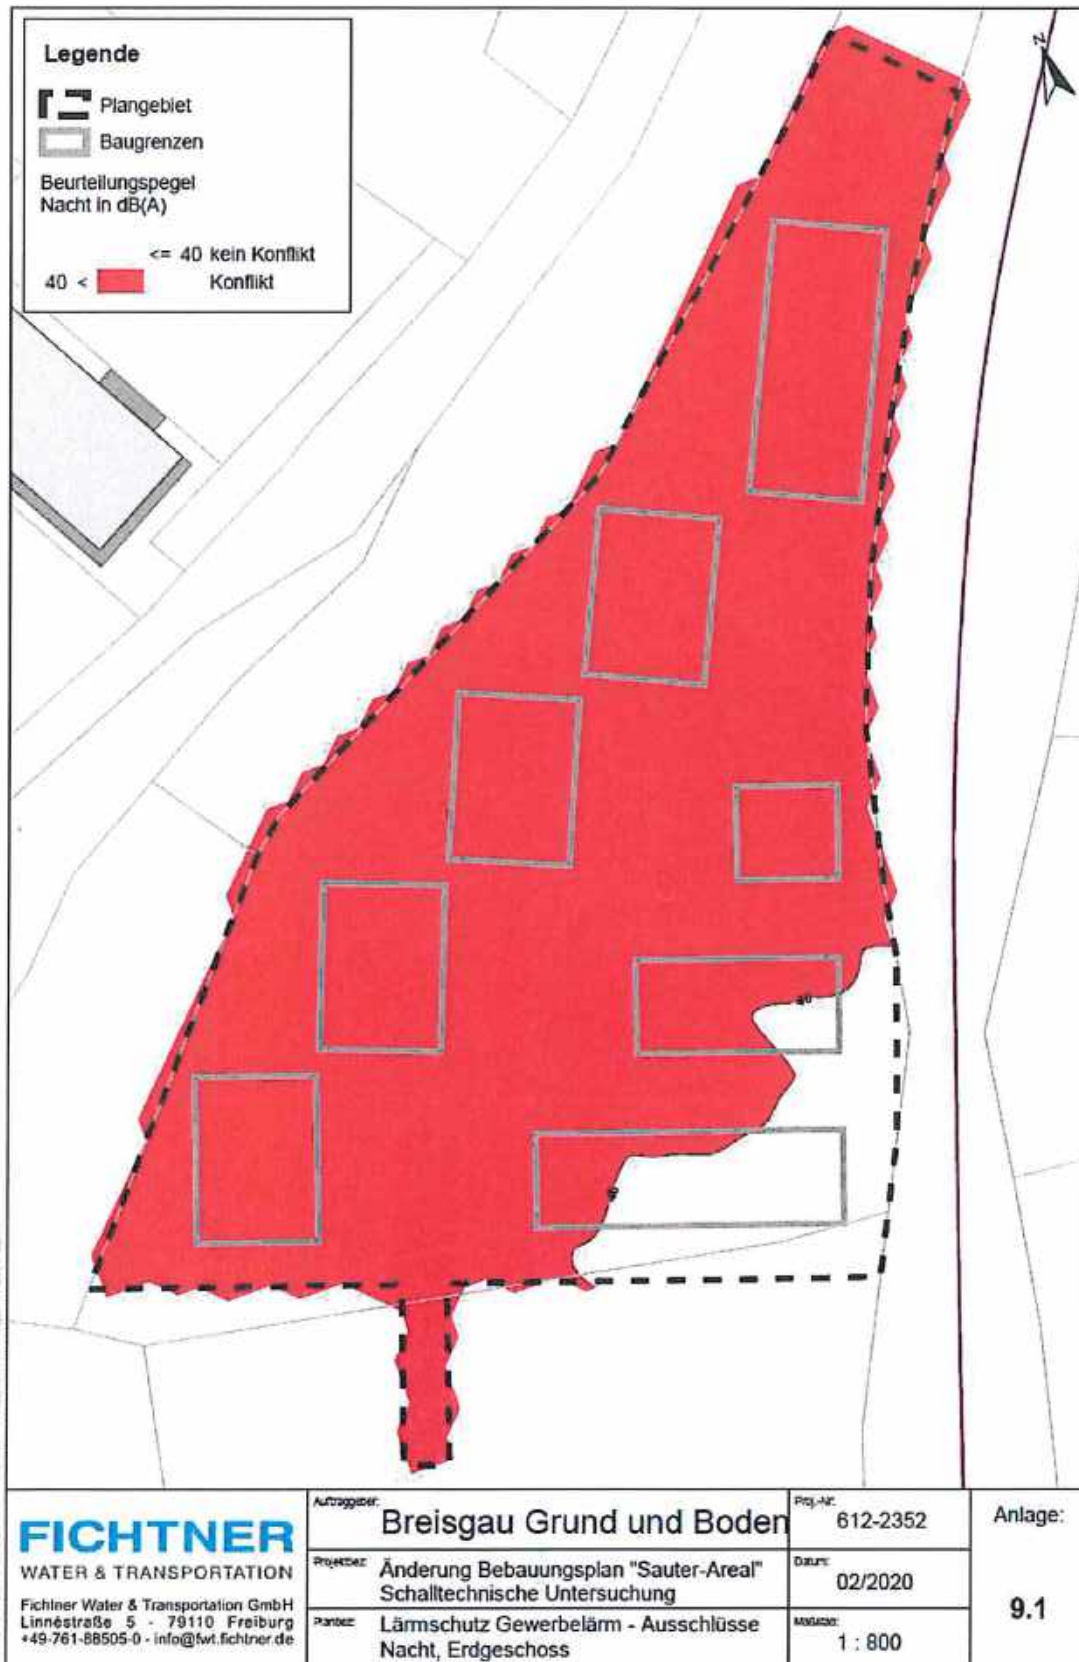 Legende
Plangebiet
Baugrenzen
Beurteilungspegel
Nacht in dB(A)
<= 40 kein Konflikt
40 < Konflikt
N
40
40
FICHTNER
WATER & TRANSPORTATION
Fichtner Water & Transportation GmbH
Linnéstraße 5 - 79110 Freiburg
+49-761-88505-0 - info@fwt.fichtner.de
Auftraggeber:
Breisgau Grund und Boden
Projektbez:
Änderung Bebauungsplan "Sauter-Areal"
Schalltechnische Untersuchung
Planbez:
Lärmschutz Gewerbelärm - Ausschlüsse
Nacht, Erdgeschoss
Proj.-Nr.
612-2352
Datum:
02/2020
Maßstab:
1 : 800
Anlage:
9.1